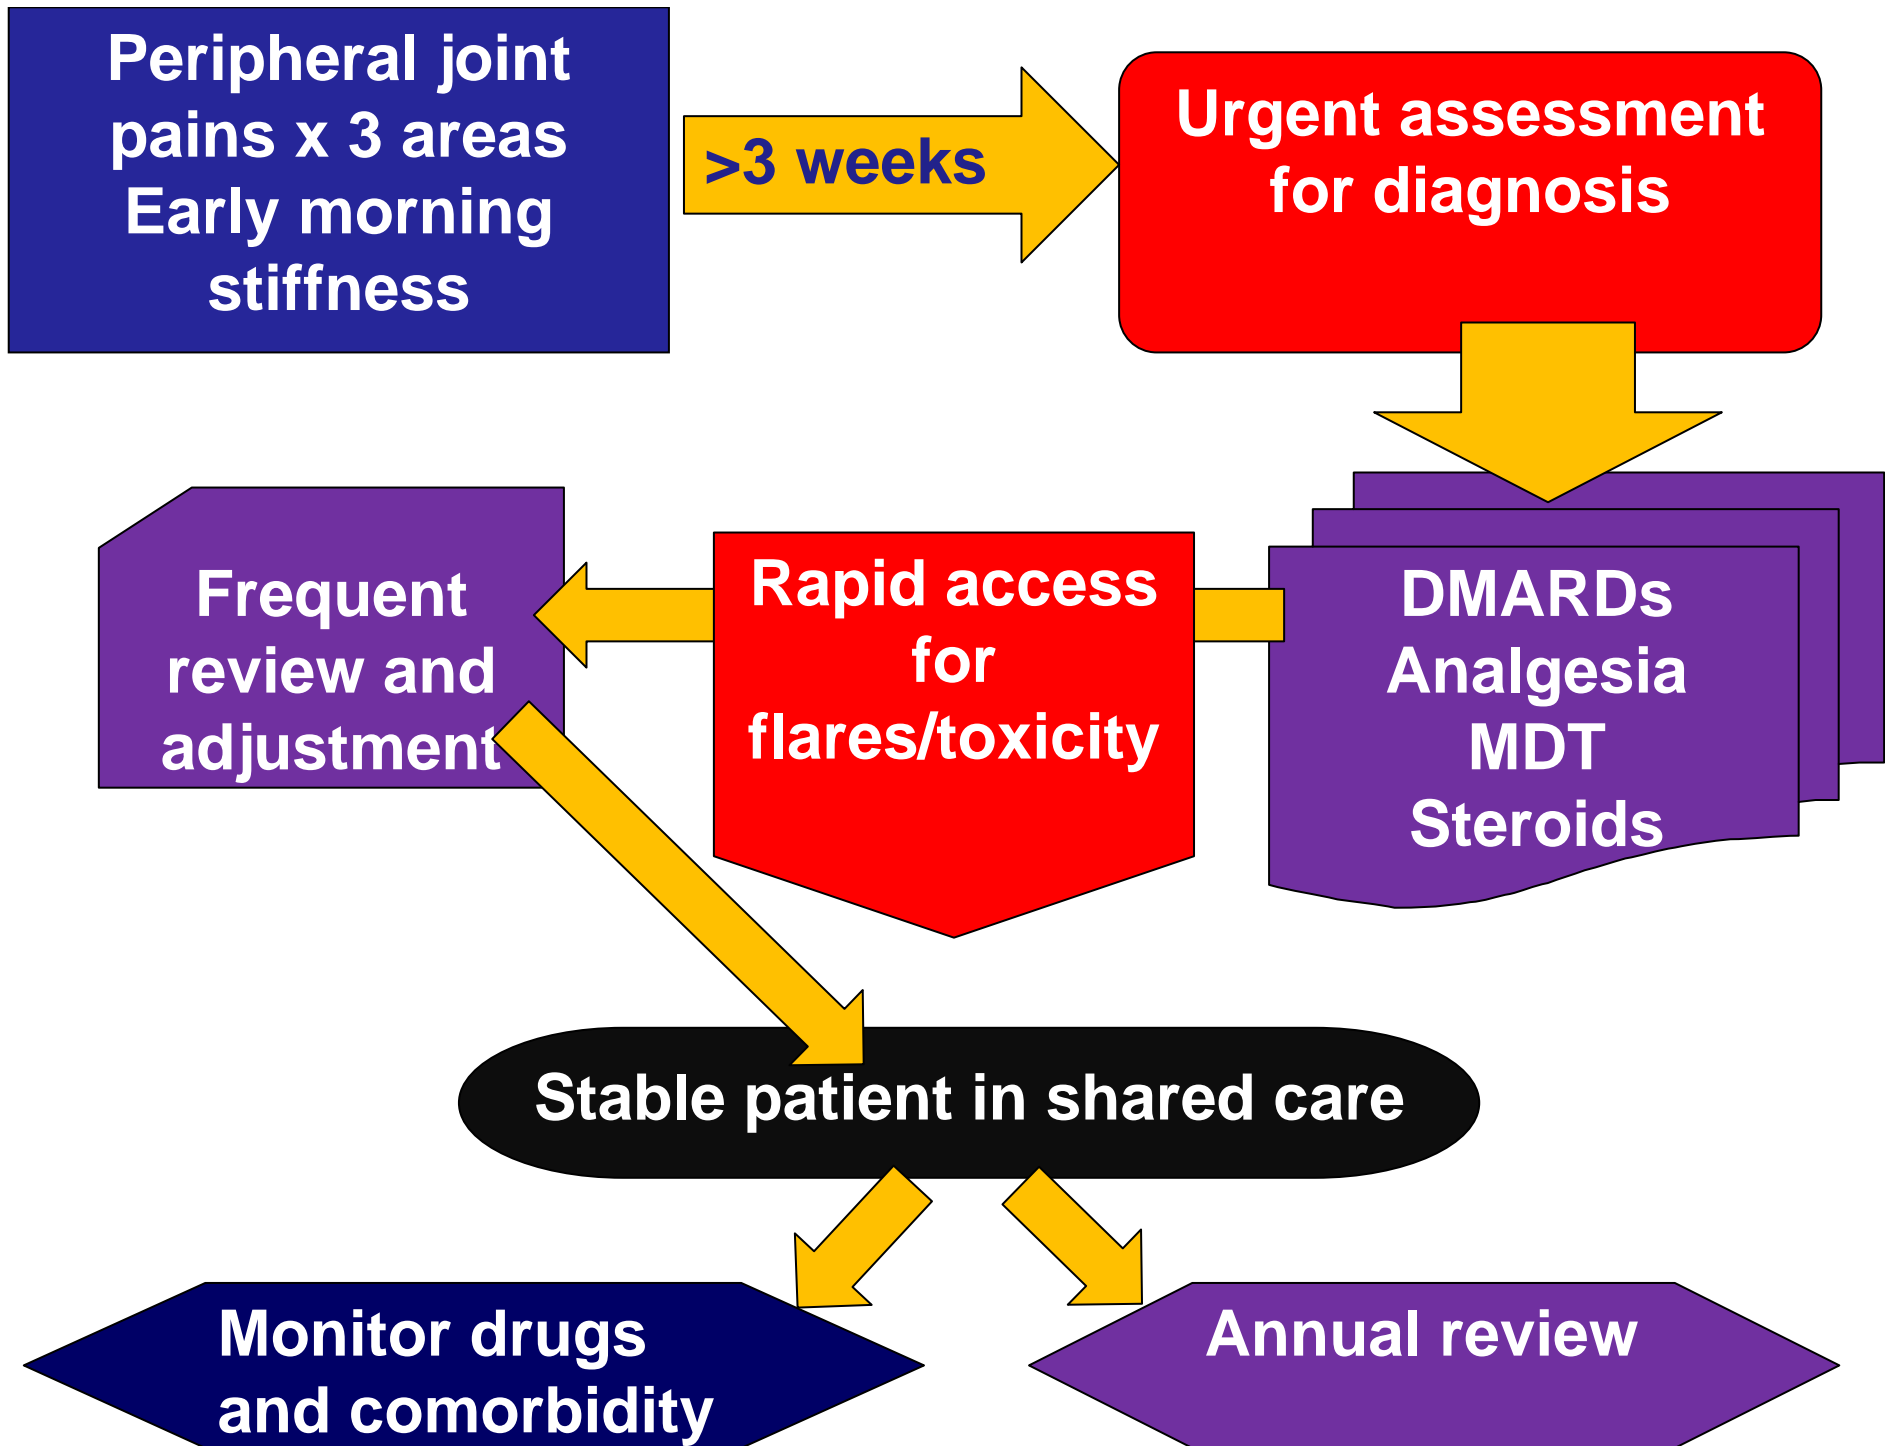 Peripheral joint
pains x 3 areas
Early morning
stiffness
>3 weeks
Urgent assessment
for diagnosis
Frequent
review and
adjustment
Rapid access
for
flares/toxicity
DMARDs
Analgesia
MDT
Steroids
Stable patient in shared care
Monitor drugs
and comorbidity
Annual review